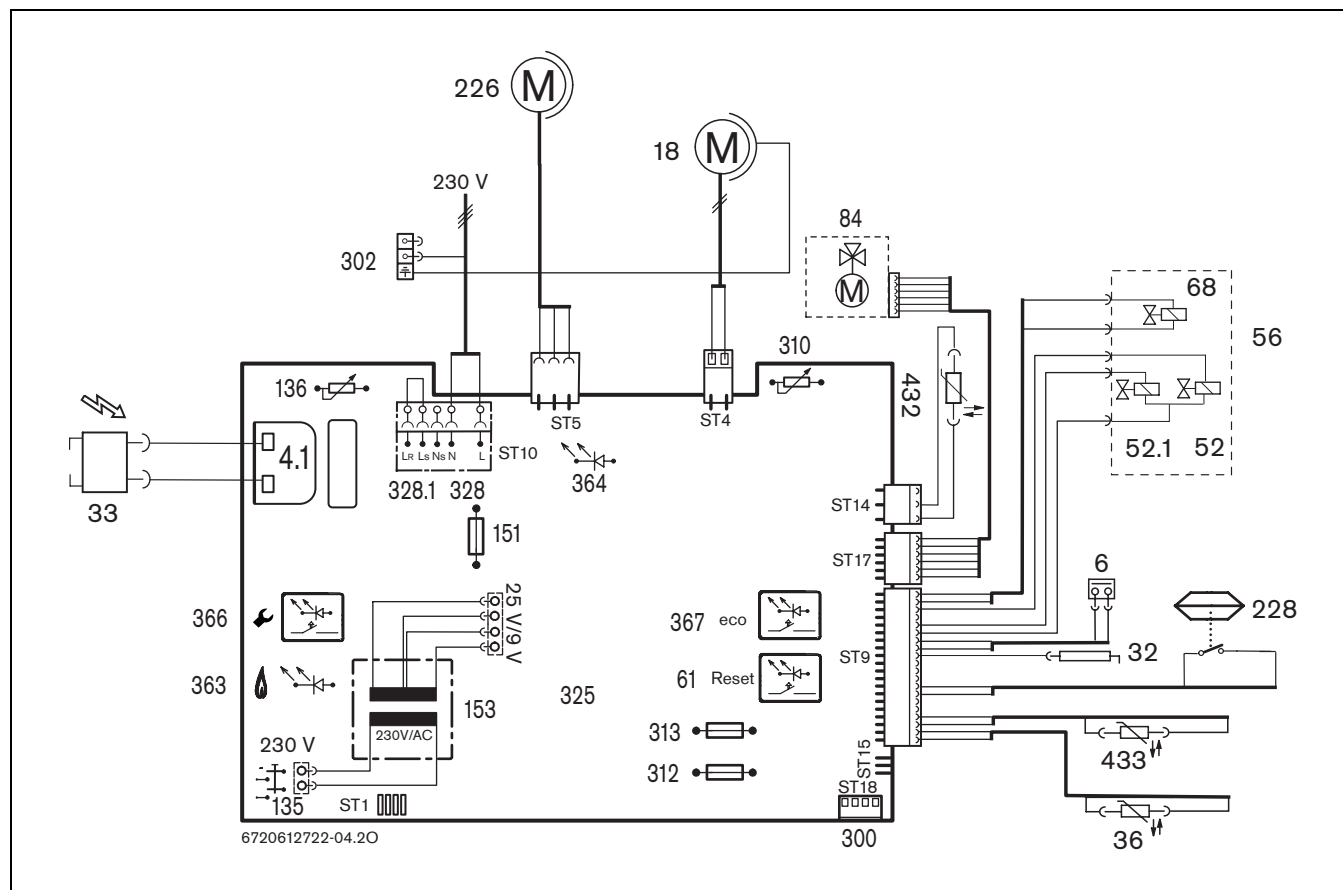 226
M
18
M
230 V
84
M
302
68
56
310
136
432
ST5
ST4
52.1
52
4.1
LR
Ls
Ns
N
L
ST10
364
33
328.1
328
ST14
151
ST17
6
228
25 V/9 V
366
367
eco
ST9
32
363
61
Reset
153
325
230V/AC
313
433
230 V
312
ST15
ST18
135
ST1
300
36
6720612722-04.2O